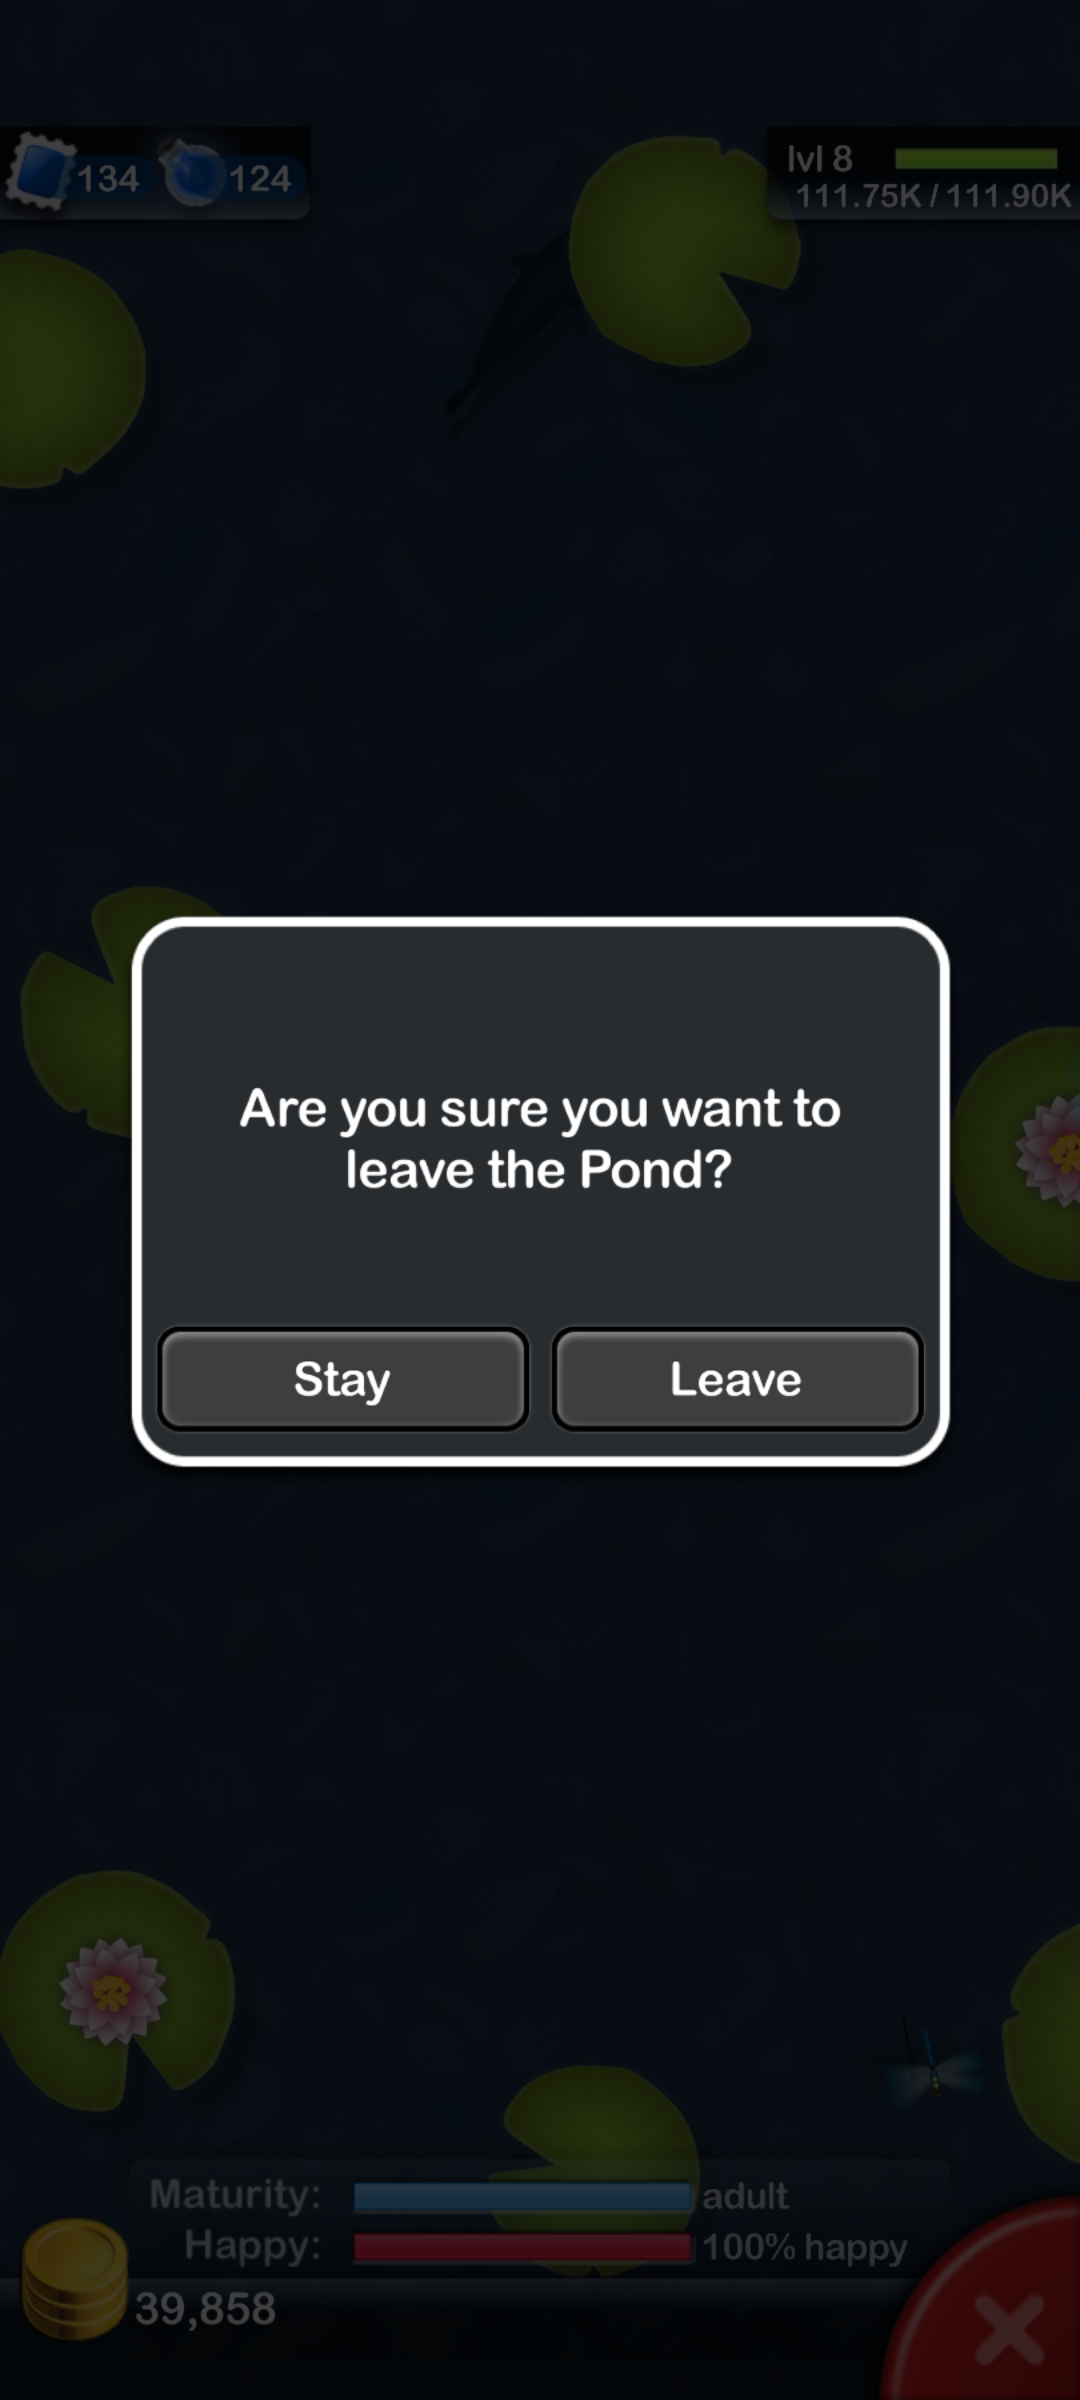 134 124 lvl 8
111.75K / 111.90K
Are you sure you want to
leave the Pond?
Stay Leave
Maturity: adult
Happy: 100% happy
39,858